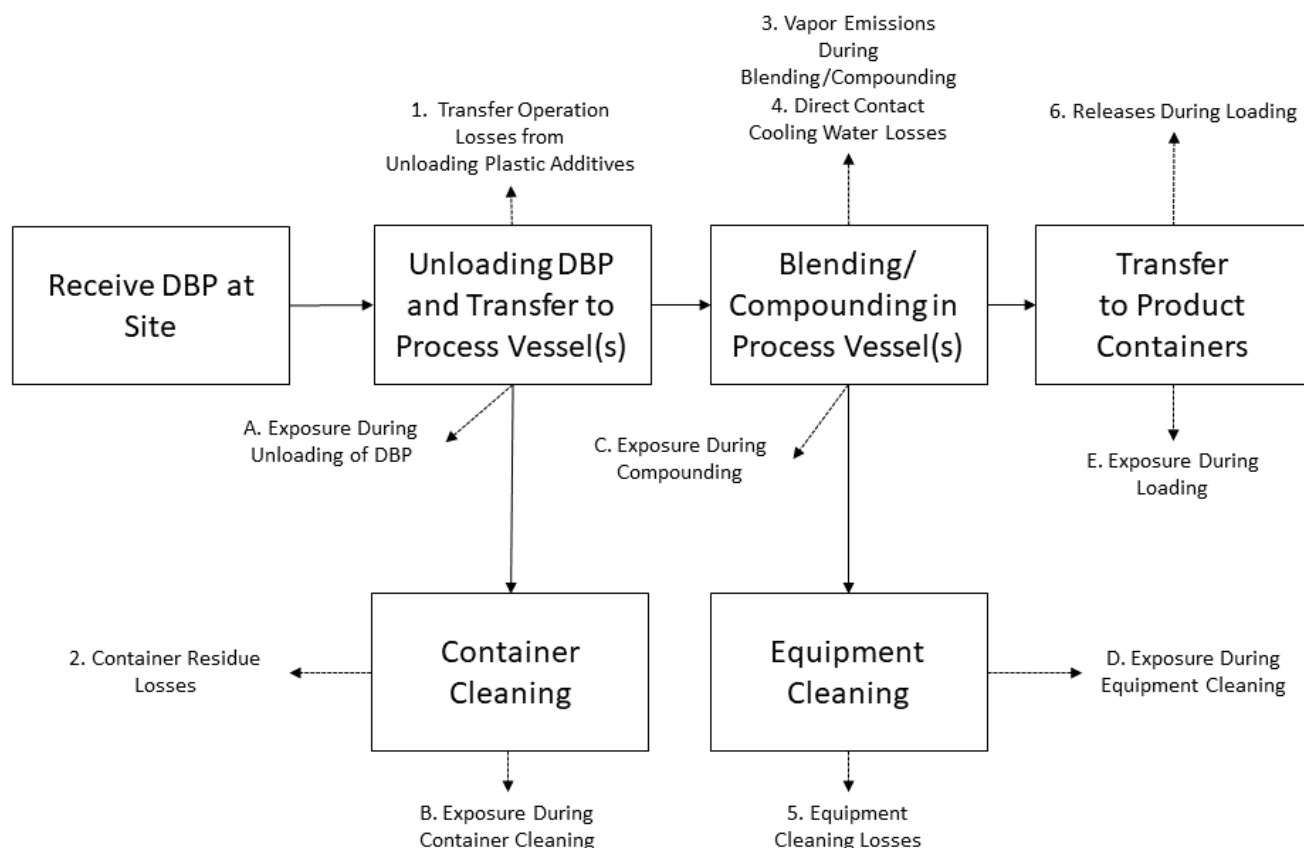 3. Vapor Emissions
During
Blending/Compounding
4. Direct Contact
Cooling Water Losses
1. Transfer Operation
Losses from
Unloading Plastic Additives
6. Releases During Loading
Receive DBP at
Site
Unloading DBP
and Transfer to
Process Vessel(s)
Blending/
Compounding in
Process Vessel(s)
Transfer
to Product
Containers
A. Exposure During
Unloading of DBP
C. Exposure During
Compounding
E. Exposure During
Loading
2. Container Residue
Losses
Container
Cleaning
Equipment
Cleaning
D. Exposure During
Equipment Cleaning
B. Exposure During
Container Cleaning
5. Equipment
Cleaning Losses